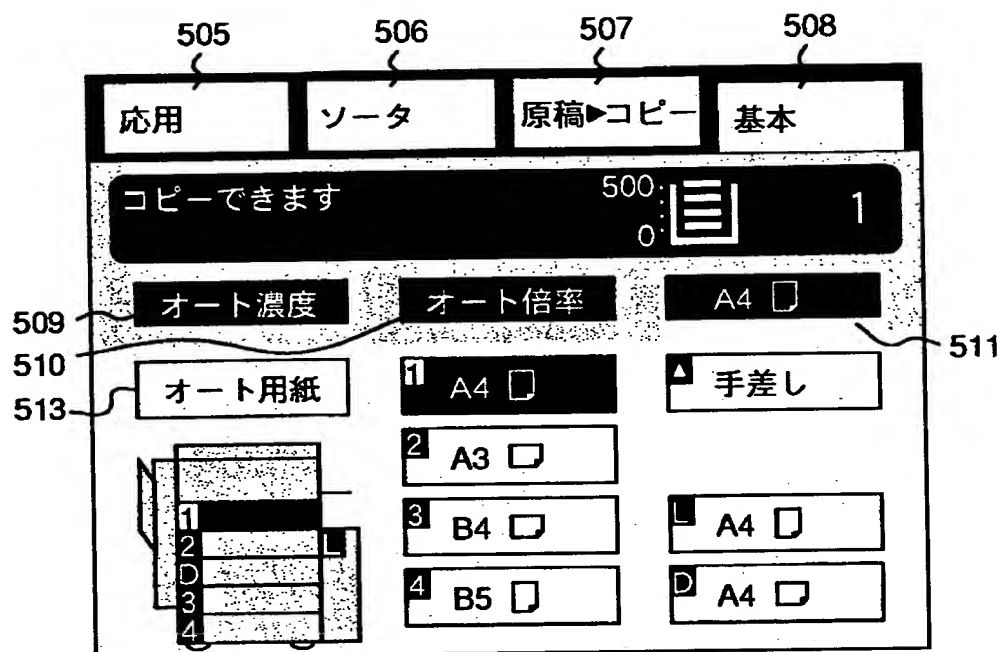 505 506 507 508
応用 ソータ 原稿▶コピー 基本
コピーできます 500 1
0
オート濃度 オート倍率 A4
509
510
511
513
オート用紙 1 A4 ▲ 手差し
2 A3
3 B4 L A4
4 B5 D A4
1
L
2
D
3
4